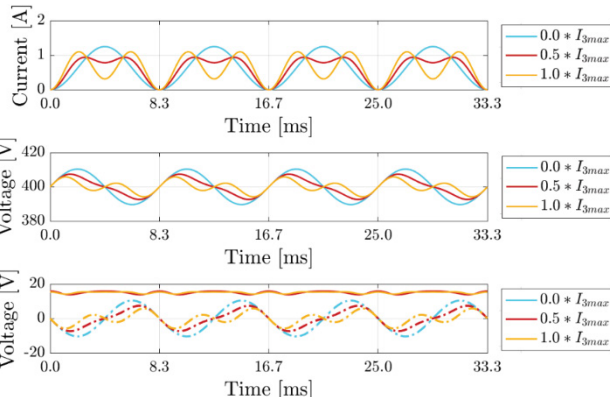 Current [A]
2
1
0
0.0 8.3 16.7 25.0 33.3
Time [ms]
0.0 * I3max
0.5 * I3max
1.0 * I3max
Voltage [V]
420
400
380
0.0 8.3 16.7 25.0 33.3
Time [ms]
0.0 * I3max
0.5 * I3max
1.0 * I3max
Voltage [V]
20
0
-20
0.0 8.3 16.7 25.0 33.3
Time [ms]
0.0 * I3max
0.5 * I3max
1.0 * I3max